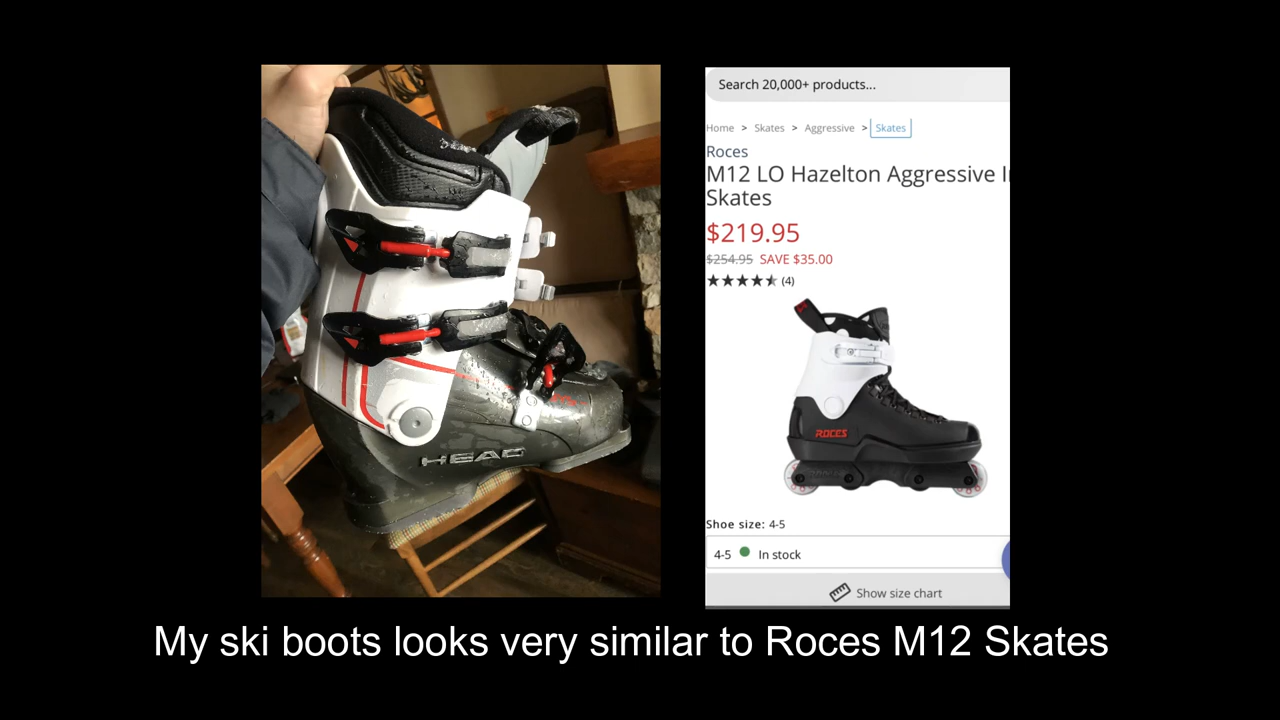 HEAD
Search 20,000+ products...
Home > Skates > Aggressive > Skates
Roces
M12 LO Hazelton Aggressive I
Skates
$219.95
$254.95 SAVE $35.00
(4)
ROCES
Shoe size: 4-5
4-5 In stock
Show size chart
My ski boots looks very similar to Roces M12 Skates